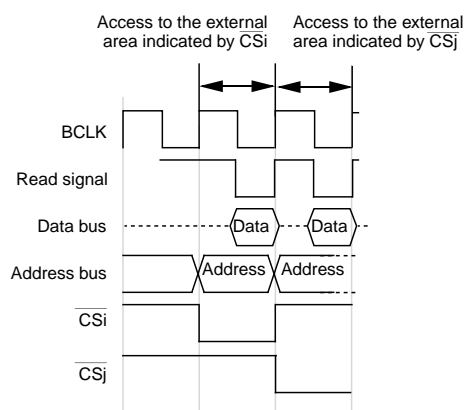 Access to the external
area indicated by CSi
Access to the external
area indicated by CSj
BCLK
Read signal
Data bus
Data
Data
Address bus
Address
Address
CSi
CSj